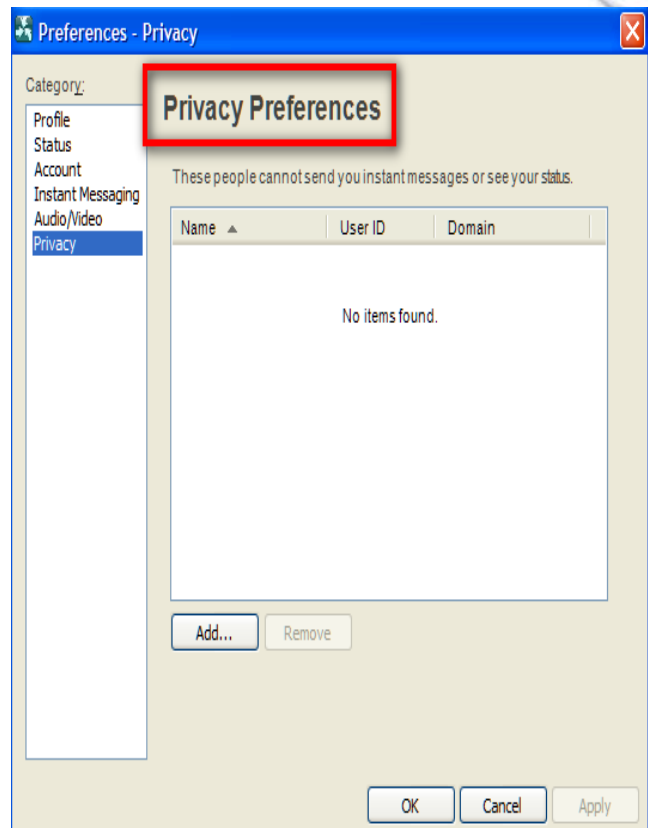 Preferences - Privacy
Category:
Profile
Status
Account
Instant Messaging
Audio/Video
Privacy
Privacy Preferences
These people cannot send you instant messages or see your status.
Name User ID Domain
No items found.
Add... Remove
OK Cancel Apply